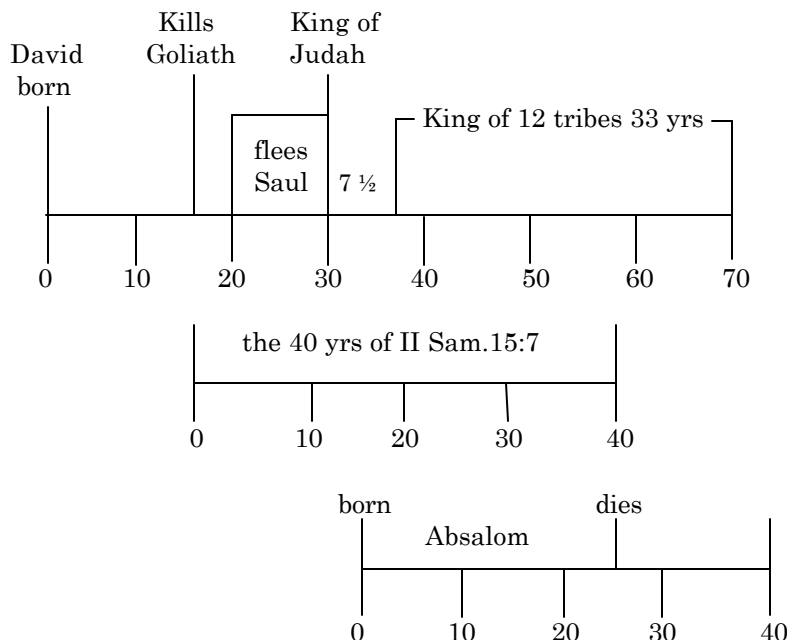 Kills
Goliath
King of
Judah
David
born
King of 12 tribes 33 yrs
flees
Saul
7 ½
0 10 20 30 40 50 60 70
the 40 yrs of II Sam.15:7
0 10 20 30 40
born dies
Absalom
0 10 20 30 40